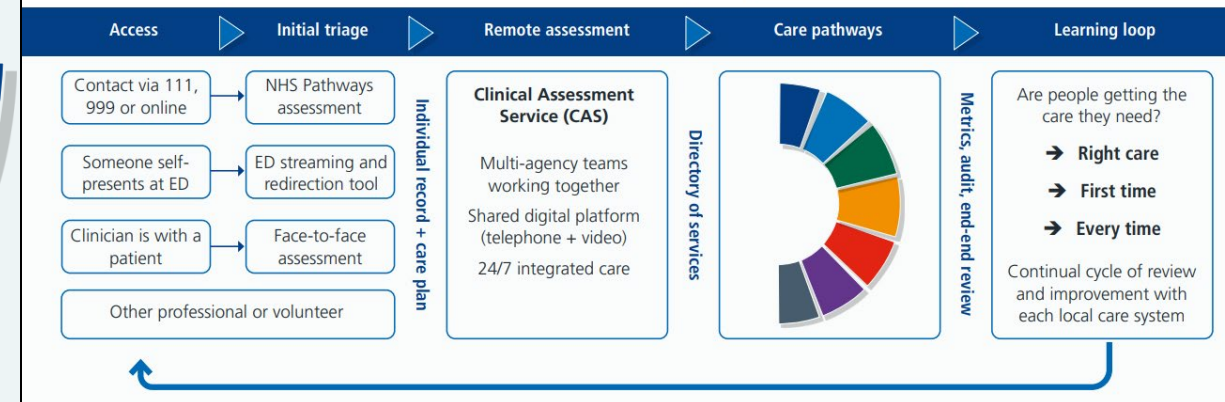 Access
Initial triage
Remote assessment
Care pathways
Learning loop
Contact via 111,
999 or online
NHS Pathways
assessment
Someone self-
presents at ED
ED streaming and
redirection tool
Clinician is with a
patient
Face-to-face
assessment
Other professional or volunteer
Individual record + care plan
Clinical Assessment
Service (CAS)
Multi-agency teams
working together
Shared digital platform
(telephone + video)
24/7 integrated care
Directory of services
Metrics, audit, end-end review
Are people getting the
care they need?
➔ Right care
➔ First time
➔ Every time
Continual cycle of review
and improvement with
each local care system